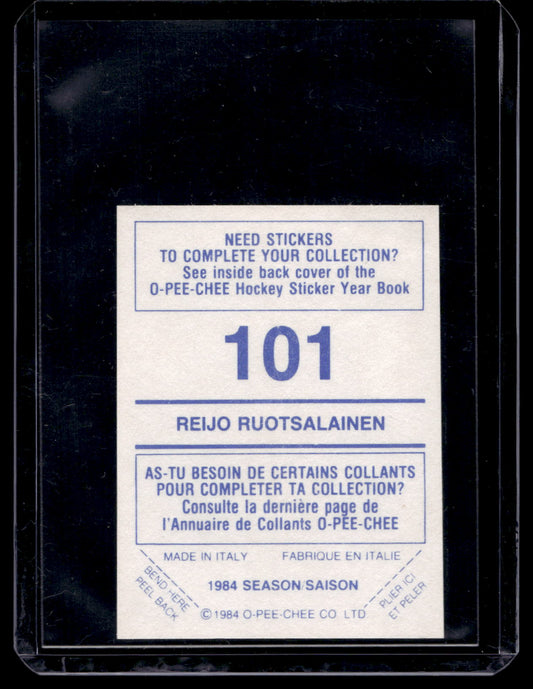 NEED STICKERS
TO COMPLETE YOUR COLLECTION?
See inside back cover of the
O-PEE-CHEE Hockey Sticker Year Book
101
REIJO RUOTSALAINEN
AS-TU BESOIN DE CERTAINS COLLANTS
POUR COMPLETER TA COLLECTION?
Consulte la dernière page de
l'Annuaire de Collants O-PEE-CHEE
MADE IN ITALY FABRIQUE EN ITALIE
BEND HERE
PEEL BACK
1984 SEASON/SAISON
PLIER ICI
ET PELER
©1984 O-PEE-CHEE CO. LTD.